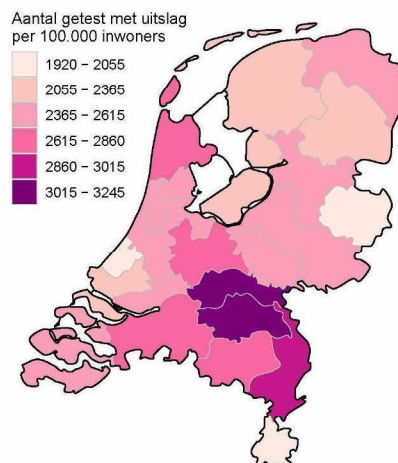 Aantal getest met uitslag
per 100.000 inwoners
1920 – 2055
2055 – 2365
2365 – 2615
2615 – 2860
2860 – 3015
3015 – 3245